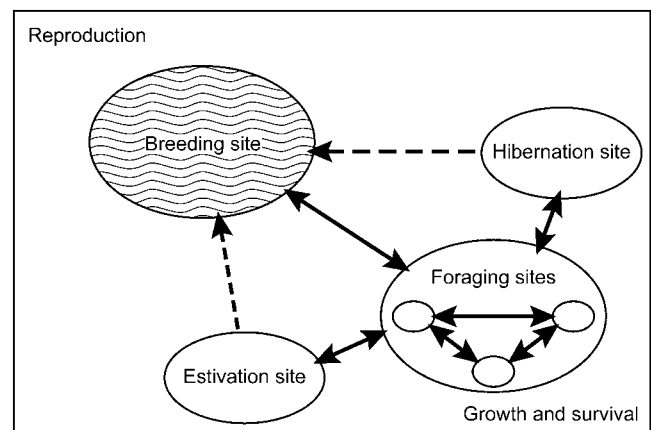 Reproduction
Breeding site
Hibernation site
Foraging sites
Estivation site
Growth and survival